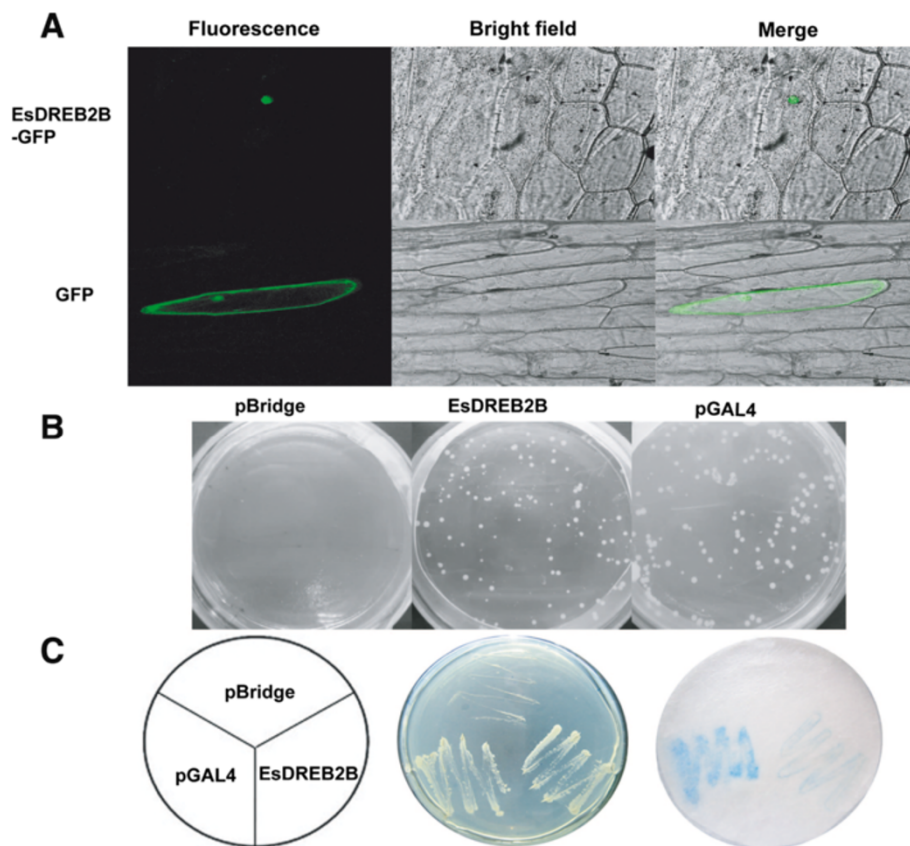 A
Fluorescence Bright field Merge
EsDREB2B
-GFP
GFP
B
pBridge EsDREB2B pGAL4
C
pBridge
pGAL4 EsDREB2B